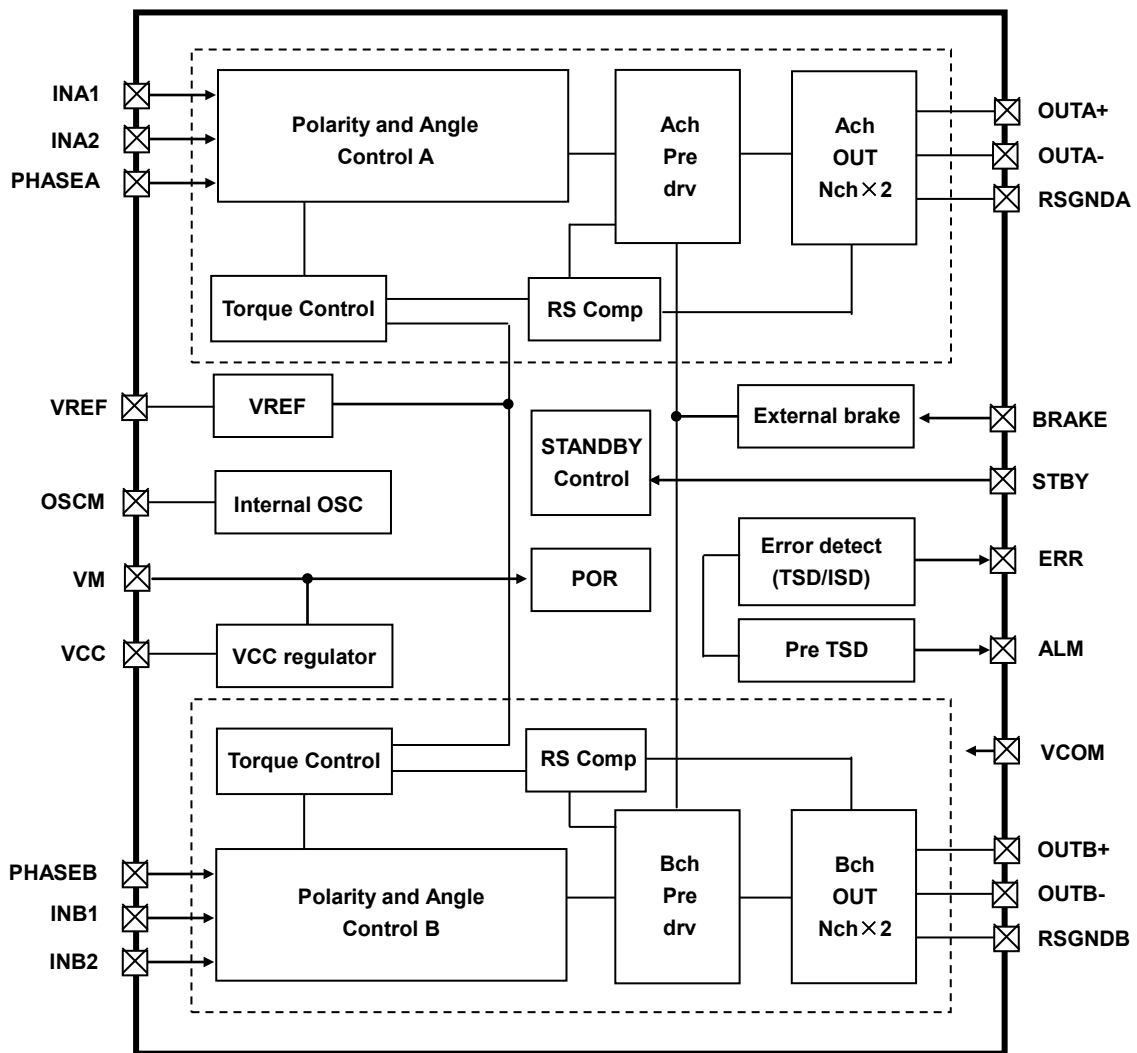 INA1
INA2
PHASEA
Polarity and Angle
Control A
Ach
Pre
drv
Ach
OUT
Nch×2
OUTA+
OUTA-
RSGNDA
Torque Control
RS Comp
VREF
VREF
External brake
BRAKE
STANDBY
Control
STBY
OSCM
Internal OSC
Error detect
(TSD/ISD)
ERR
VM
POR
VCC
VCC regulator
Pre TSD
ALM
Torque Control
RS Comp
VCOM
PHASEB
INB1
INB2
Polarity and Angle
Control B
Bch
Pre
drv
Bch
OUT
Nch×2
OUTB+
OUTB-
RSGNDB